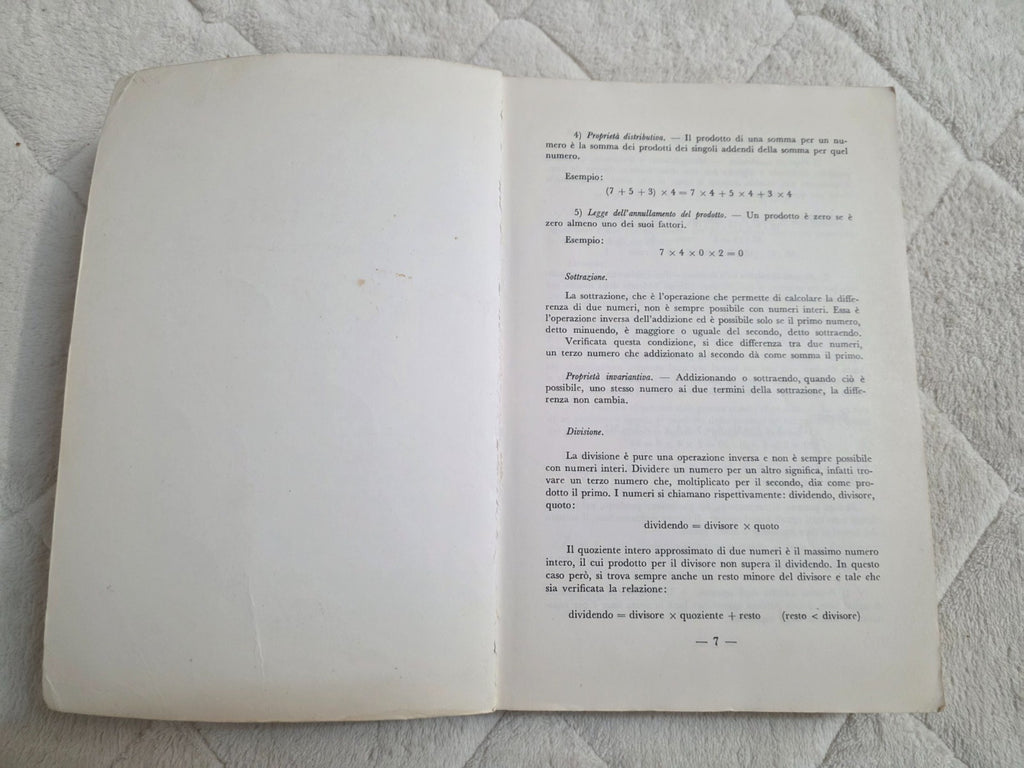 4) Proprietà distributiva. — Il prodotto di una somma per un nu-
mero è la somma dei prodotti dei singoli addendi della somma per quel
numero.
Esempio:
(7 + 5 + 3) × 4 = 7 × 4 + 5 × 4 + 3 × 4
5) Legge dell'annullamento del prodotto. — Un prodotto è zero se è
zero almeno uno dei suoi fattori.
Esempio:
7 × 4 × 0 × 2 = 0
Sottrazione.
La sottrazione, che è l'operazione che permette di calcolare la diffe-
renza di due numeri, non è sempre possibile con numeri interi. Essa è
l'operazione inversa dell'addizione ed è possibile solo se il primo numero,
detto minuendo, è maggiore o uguale del secondo, detto sottraendo.
Verificata questa condizione, si dice differenza tra due numeri,
un terzo numero che addizionato al secondo dà come somma il primo.
Proprietà invariantiva. — Addizionando o sottraendo, quando ciò è
possibile, uno stesso numero ai due termini della sottrazione, la diffe-
renza non cambia.
Divisione.
La divisione è pure una operazione inversa e non è sempre possibile
con numeri interi. Dividere un numero per un altro significa, infatti tro-
vare un terzo numero che, moltiplicato per il secondo, dia come pro-
dotto il primo. I numeri si chiamano rispettivamente: dividendo, divisore,
quoto:
dividendo = divisore × quoto
Il quoziente intero approssimato di due numeri è il massimo numero
intero, il cui prodotto per il divisore non supera il dividendo. In questo
caso però, si trova sempre anche un resto minore del divisore e tale che
sia verificata la relazione:
dividendo = divisore × quoziente + resto (resto < divisore)
— 7 —